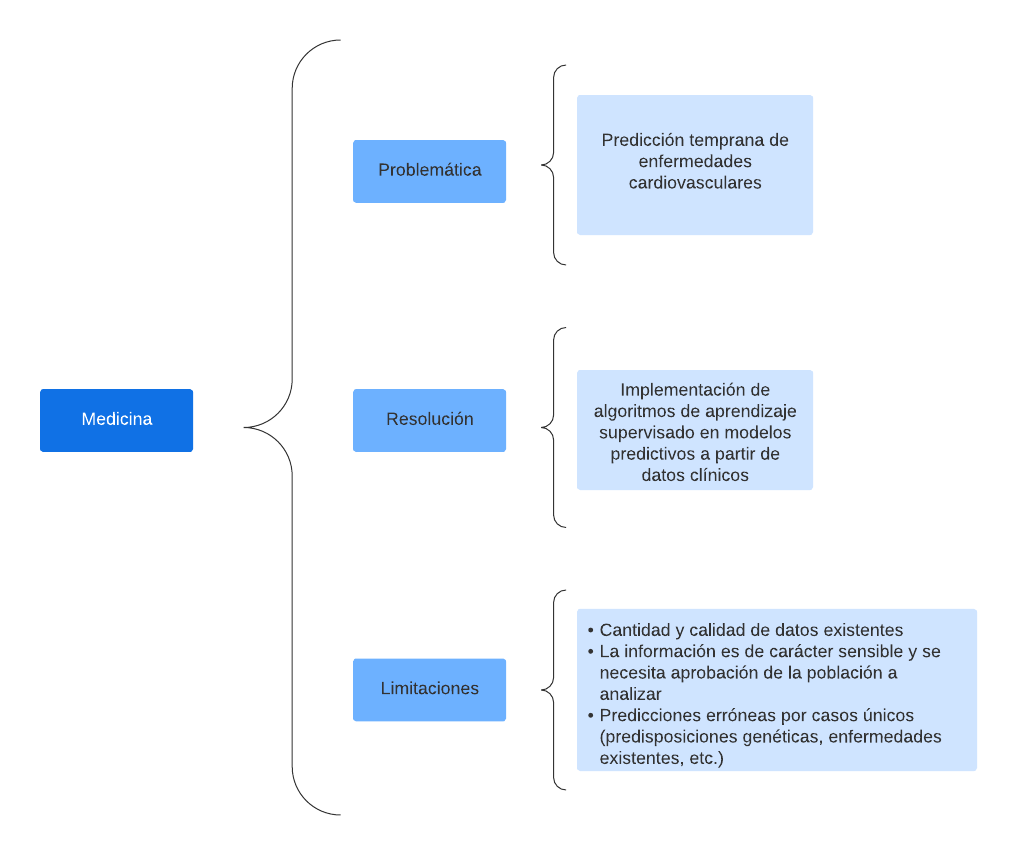 Medicina
Problemática
Predicción temprana de
enfermedades
cardiovasculares
Resolución
Implementación de
algoritmos de aprendizaje
supervisado en modelos
predictivos a partir de
datos clínicos
Limitaciones
• Cantidad y calidad de datos existentes
• La información es de carácter sensible y se
necesita aprobación de la población a
analizar
• Predicciones erróneas por casos únicos
(predisposiciones genéticas, enfermedades
existentes, etc.)